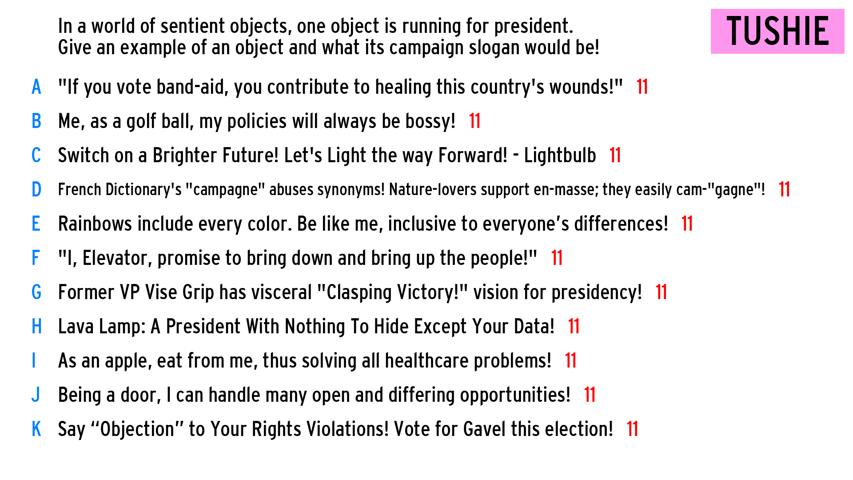 In a world of sentient objects, one object is running for president.
Give an example of an object and what its campaign slogan would be!
TUSHIE
A "If you vote band-aid, you contribute to healing this country's wounds!" 11
B Me, as a golf ball, my policies will always be bossy! 11
C Switch on a Brighter Future! Let's Light the way Forward! - Lightbulb 11
D French Dictionary's "campagne" abuses synonyms! Nature-lovers support en-masse; they easily cam-"gagne"! 11
E Rainbows include every color. Be like me, inclusive to everyone’s differences! 11
F "I, Elevator, promise to bring down and bring up the people!" 11
G Former VP Vise Grip has visceral "Clasping Victory!" vision for presidency! 11
H Lava Lamp: A President With Nothing To Hide Except Your Data! 11
I As an apple, eat from me, thus solving all healthcare problems! 11
J Being a door, I can handle many open and differing opportunities! 11
K Say “Objection” to Your Rights Violations! Vote for Gavel this election! 11